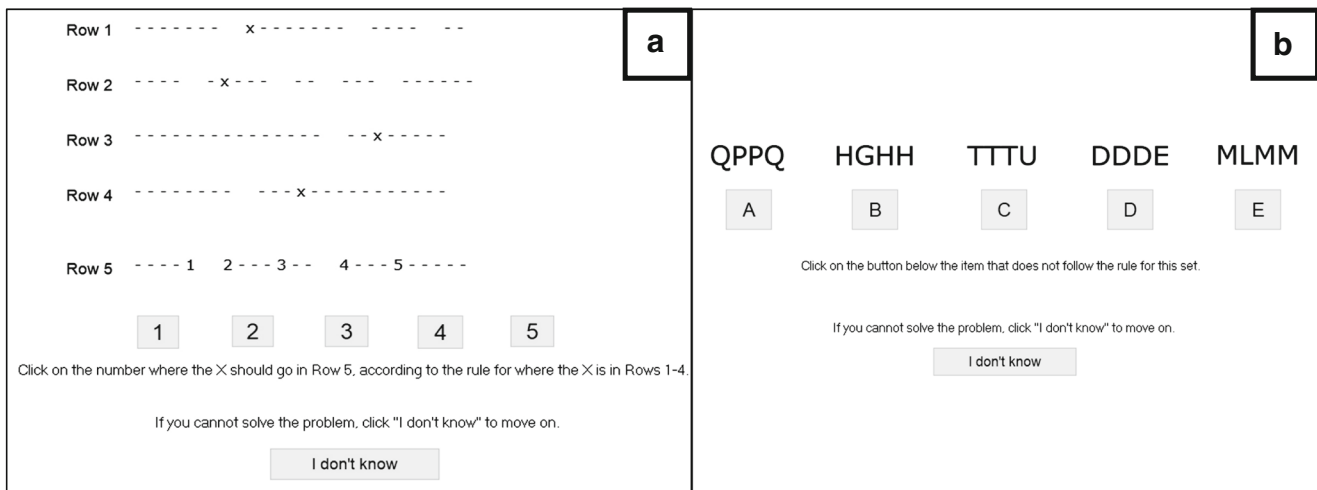 a
Row 1 - - - - - - -   x - - - - - - -   - - - -   - -
Row 2 - - - -   - x - - -   - -   - - -   - - - - - -
Row 3 - - - - - - - - - - - - - - -   - - x - - - - -
Row 4 - - - - - - - -   - - - x - - - - - - - - - - -
Row 5 - - - - 1   2 - - - 3 - -   4 - - - 5 - - - - -
1 2 3 4 5
Click on the number where the X should go in Row 5, according to the rule for where the X is in Rows 1-4.
If you cannot solve the problem, click "I don't know" to move on.
I don't know
b
QPPQ HGHH TTTU DDDE MLMM
A B C D E
Click on the button below the item that does not follow the rule for this set.
If you cannot solve the problem, click "I don't know" to move on.
I don't know